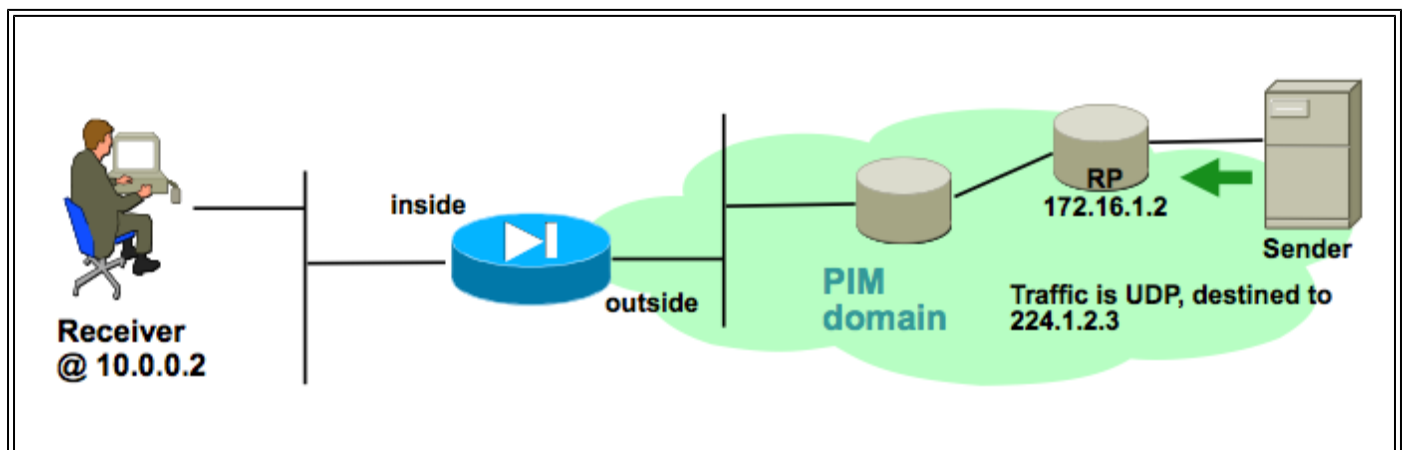 inside
outside
Receiver
@ 10.0.0.2
PIM
domain
RP
172.16.1.2
Sender
Traffic is UDP, destined to
224.1.2.3